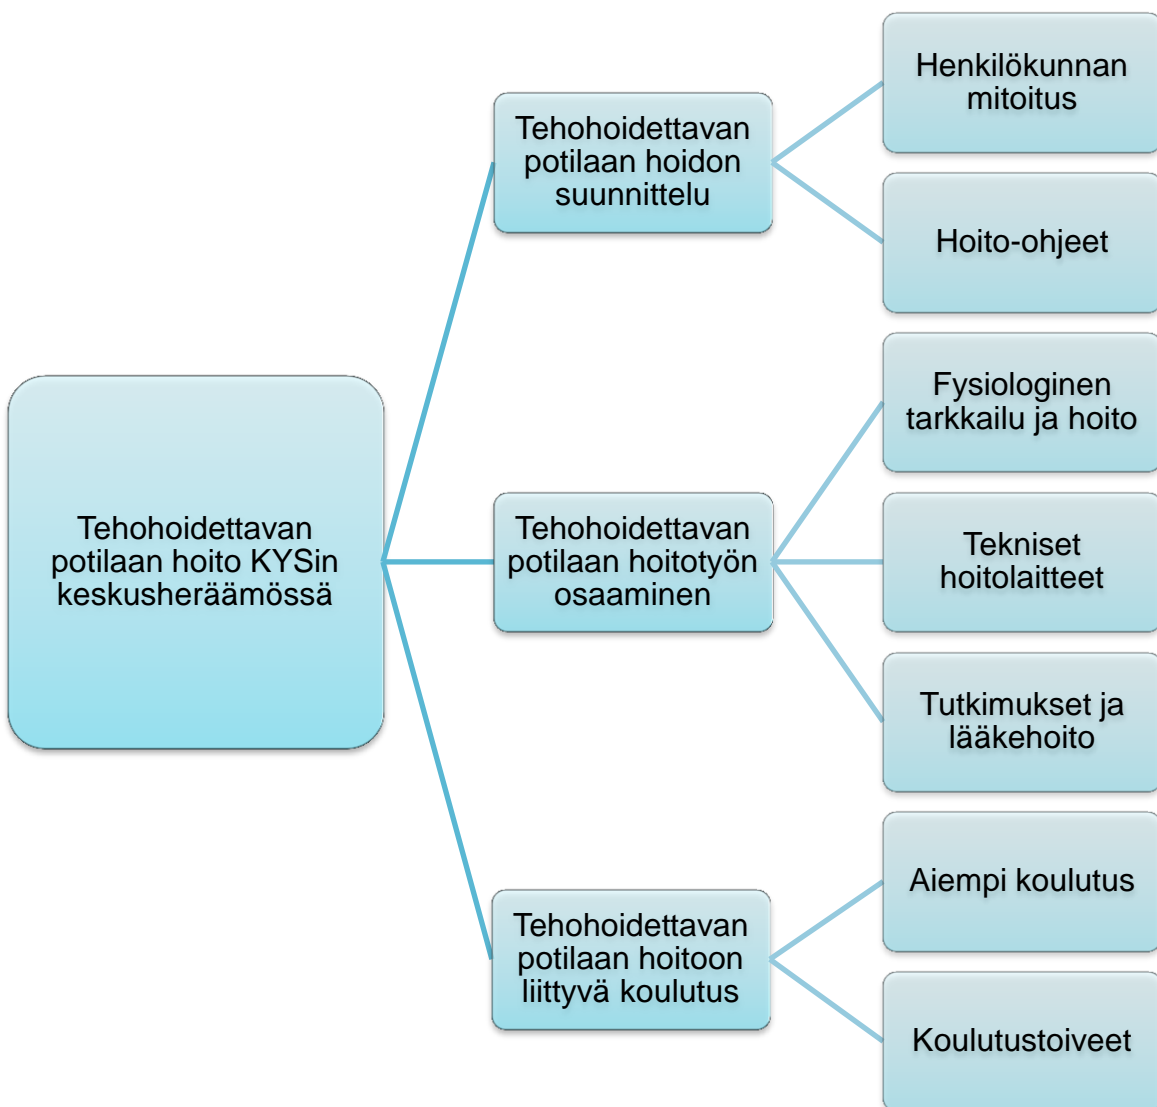 Tehohoidettavan
potilaan hoito KYSin
keskusheräämössä
Tehohoidettavan
potilaan hoidon
suunnittelu
Henkilökunnan
mitoitus
Hoito-ohjeet
Tehohoidettavan
potilaan hoitotyön
osaaminen
Fysiologinen
tarkkailu ja hoito
Tekniset
hoitolaitteet
Tutkimukset ja
lääkehoito
Tehohoidettavan
potilaan hoitoon
liittyvä koulutus
Aiempi koulutus
Koulutustoiveet